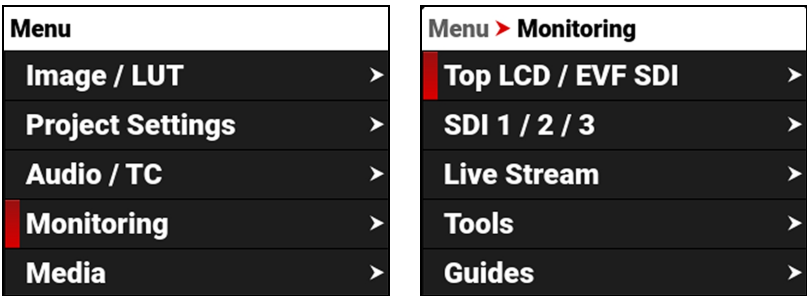 Menu
Image / LUT
Project Settings
Audio / TC
Monitoring
Media
Menu ➤ Monitoring
Top LCD / EVF SDI
SDI 1 / 2 / 3
Live Stream
Tools
Guides